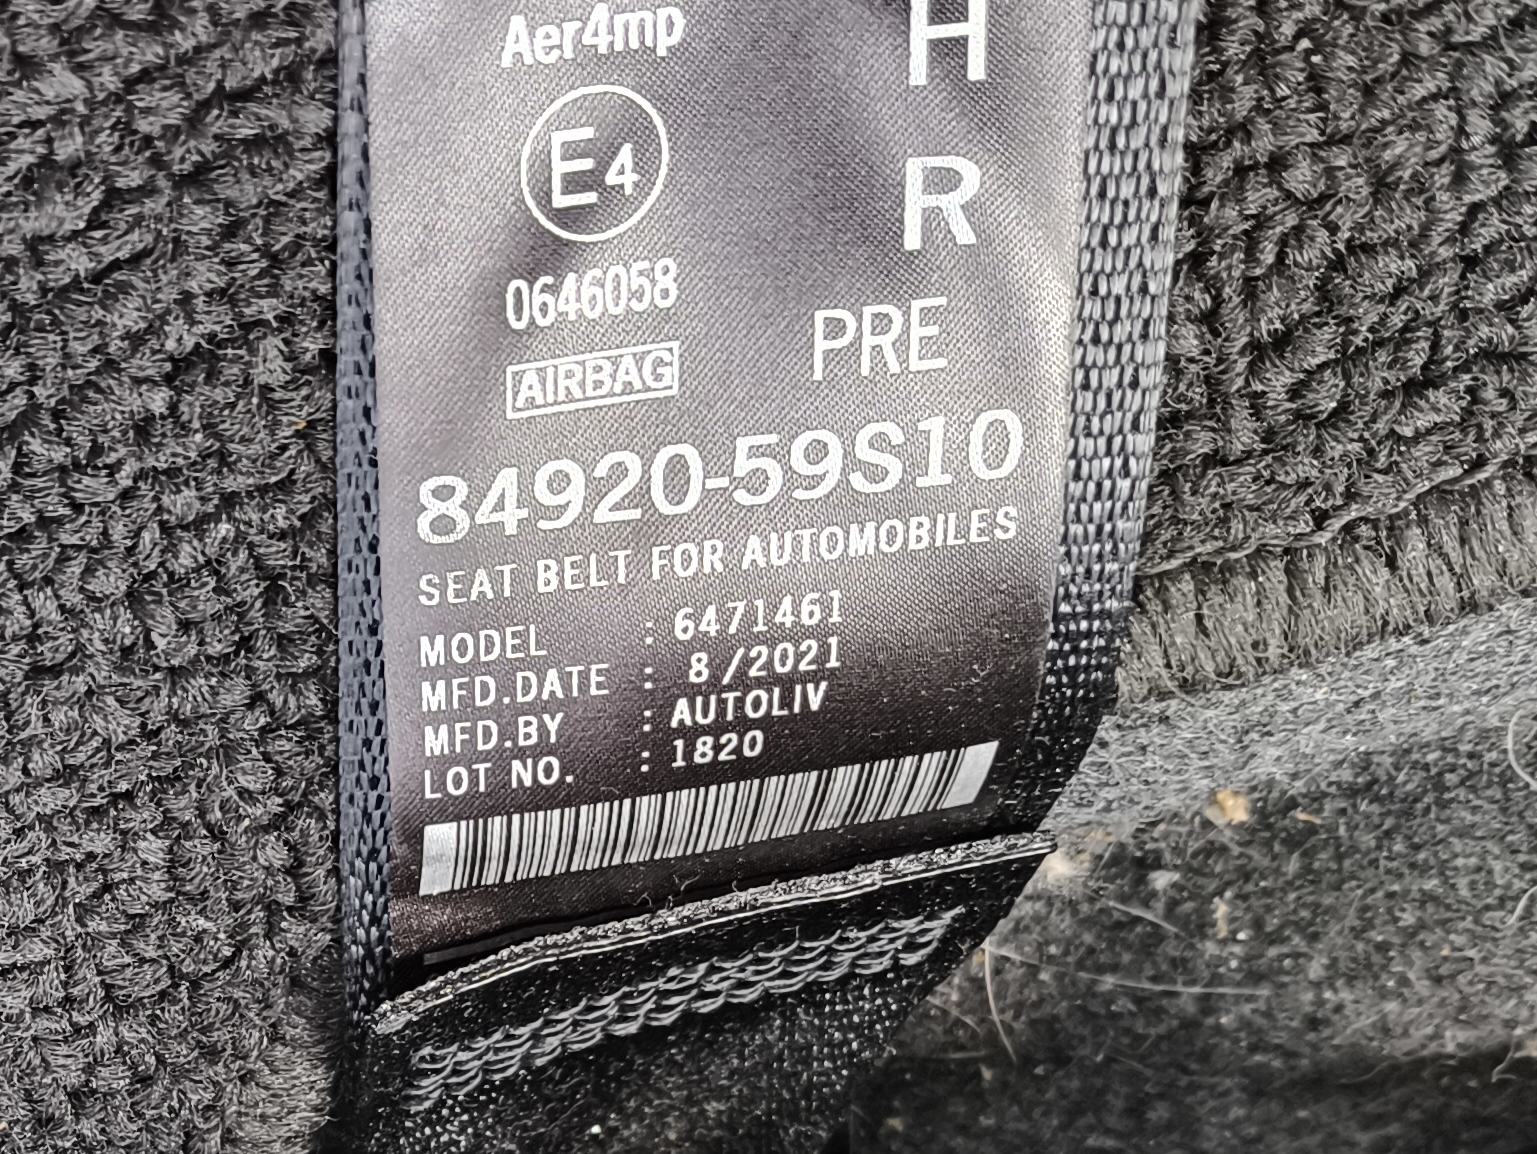 Aer4mp
H
E4
R
0646058
PRE
AIRBAG
84920-59S10
SEAT BELT FOR AUTOMOBILES
MODEL : 6471461
MFD.DATE : 8/2021
MFD.BY : AUTOLIV
LOT NO. : 1820